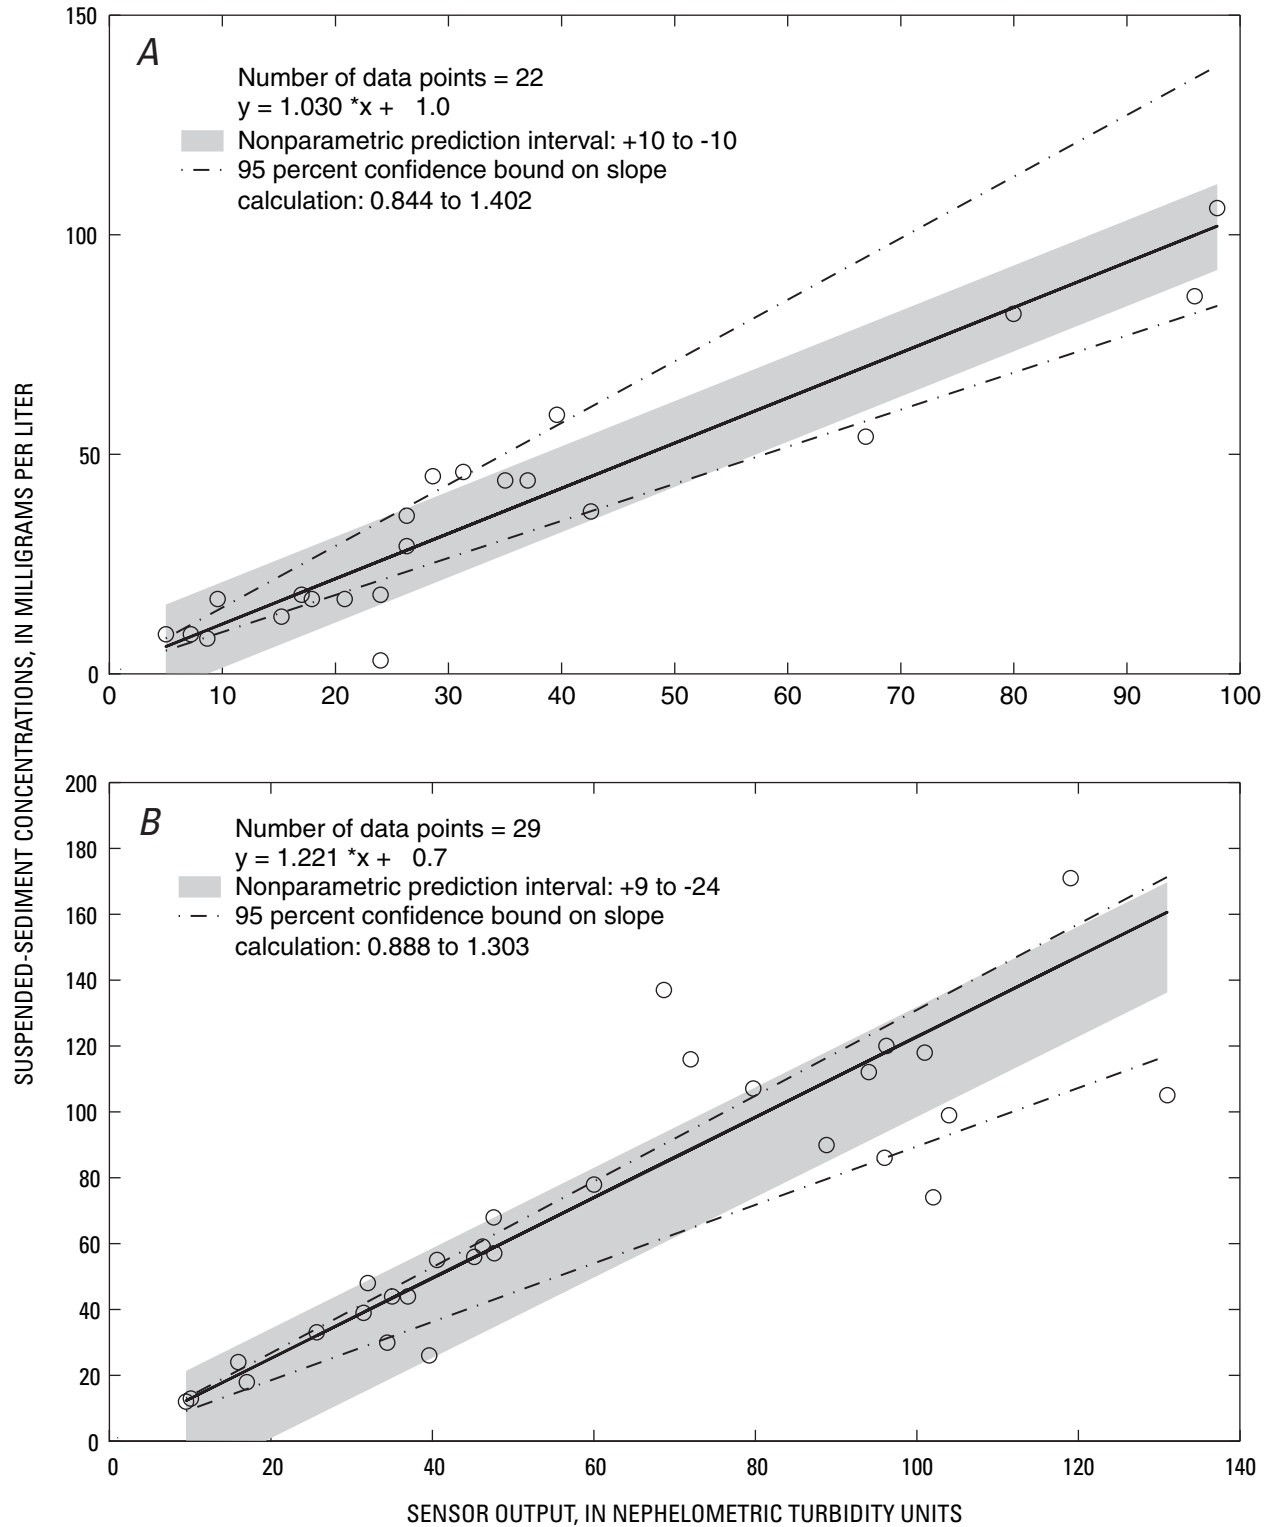 SUSPENDED-SEDIMENT CONCENTRATIONS, IN MILLIGRAMS PER LITER
A
Number of data points = 22
y = 1.030 *x + 1.0
Nonparametric prediction interval: +10 to -10
95 percent confidence bound on slope
calculation: 0.844 to 1.402
150
100
50
0
0 10 20 30 40 50 60 70 80 90 100
B
Number of data points = 29
y = 1.221 *x + 0.7
Nonparametric prediction interval: +9 to -24
95 percent confidence bound on slope
calculation: 0.888 to 1.303
200
180
160
140
120
100
80
60
40
20
0
0 20 40 60 80 100 120 140
SENSOR OUTPUT, IN NEPHELOMETRIC TURBIDITY UNITS